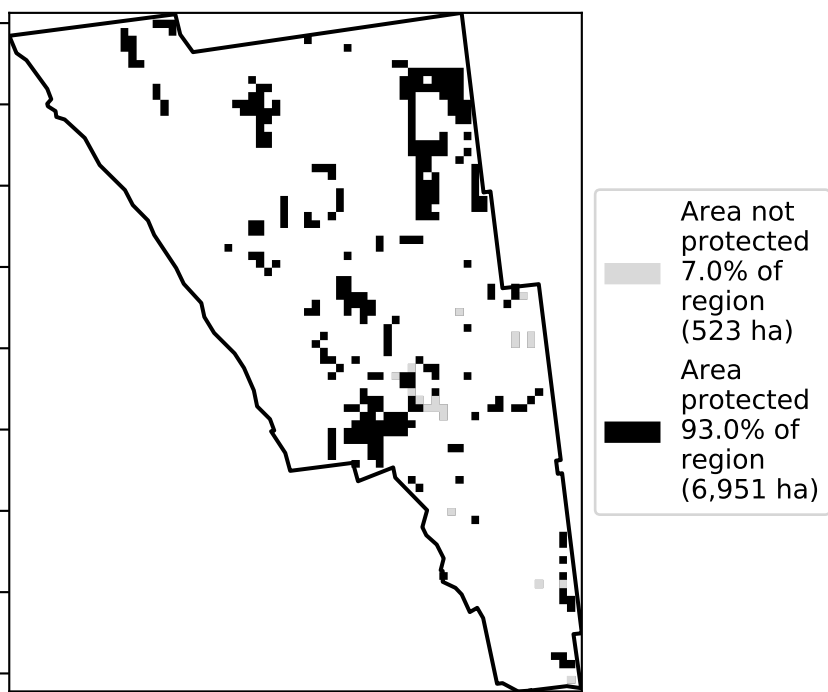 Area not
protected
7.0% of
region
(523 ha)
Area
protected
93.0% of
region
(6,951 ha)